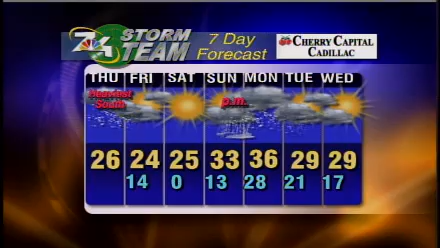 7&4 STORM
TEAM
7 Day
Forecast
CHERRY CAPITAL
CADILLAC
THU FRI SAT SUN MON TUE WED
Heaviest
South
p.m.
26 24 25 33 36 29 29
14 0 13 28 21 17